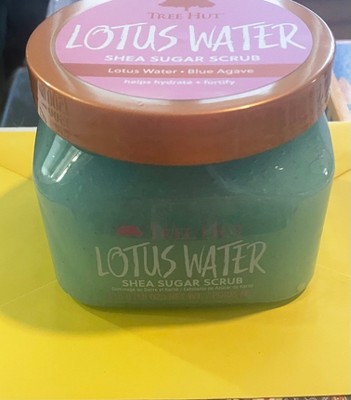 TREE HUT
LOTUS WATER
SHEA SUGAR SCRUB
Lotus Water • Blue Agave
helps hydrate + fortify
TREE HUT
LOTUS WATER
SHEA SUGAR SCRUB